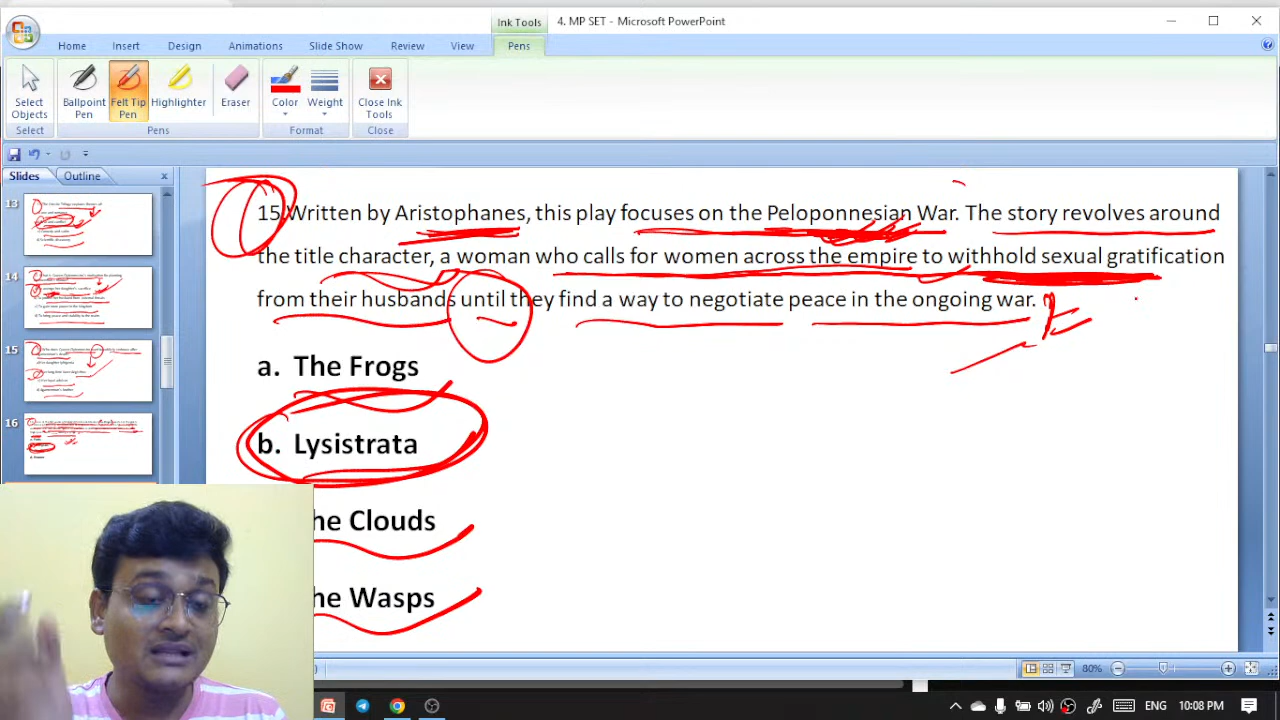 Ink Tools
4. MP SET - Microsoft PowerPoint
Home Insert Design Animations Slide Show Review View Pens
Select Objects
Ballpoint Pen
Felt Tip Pen
Highlighter
Eraser
Color
Weight
Close Ink Tools
Select Pens Format Close
Slides Outline
13
14
15
16
15.Written by Aristophanes, this play focuses on the Peloponnesian War. The story revolves around
the title character, a woman who calls for women across the empire to withhold sexual gratification
from their husbands until they find a way to negotiate peace in the ongoing war.
a. The Frogs
b. Lysistrata
he Clouds
he Wasps
80%
ENG 10:08 PM